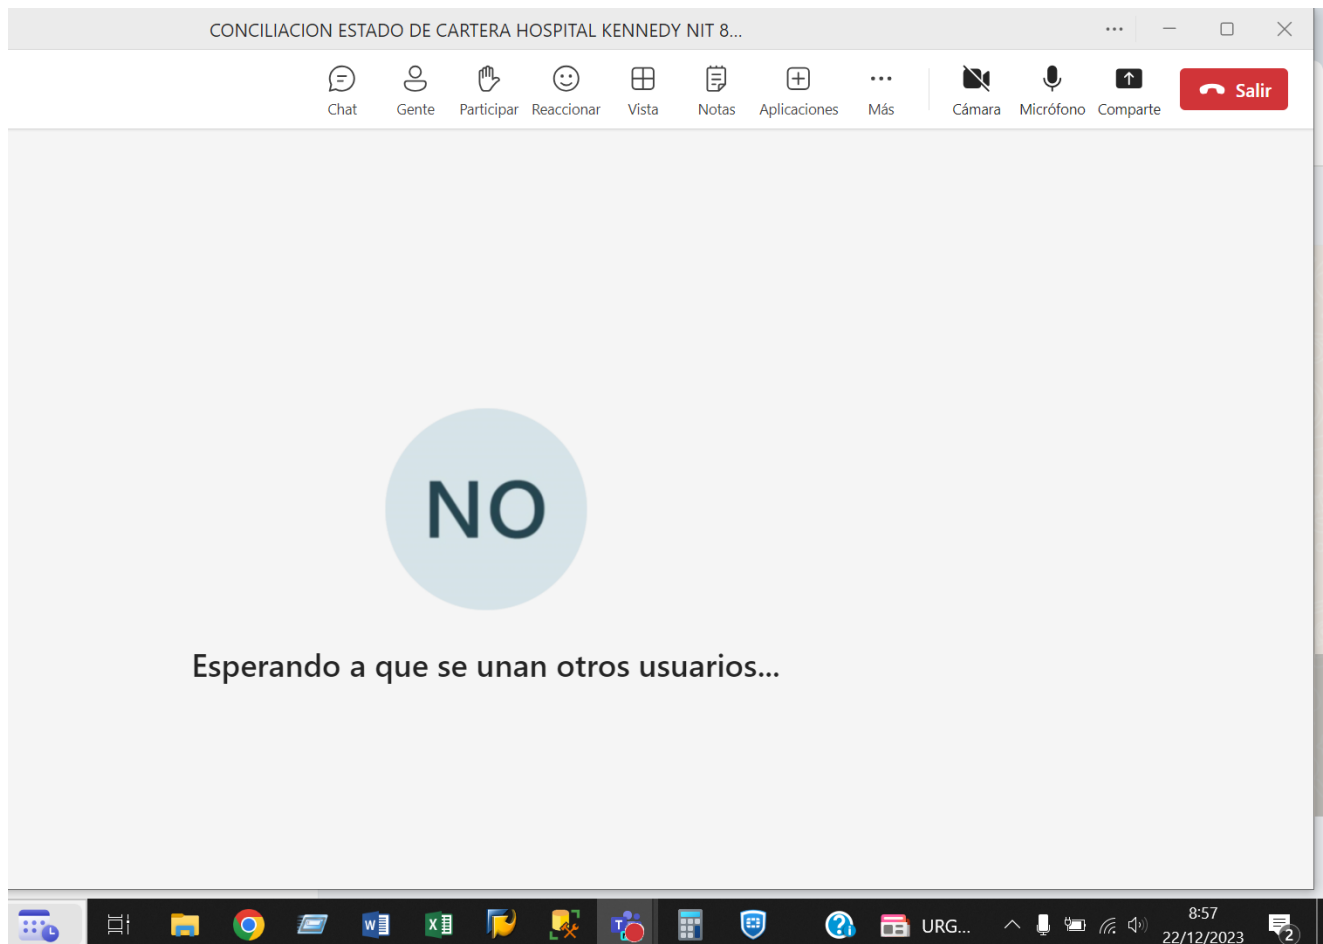 CONCILIACION ESTADO DE CARTERA HOSPITAL KENNEDY NIT 8...
Chat Gente Participar Reaccionar Vista Notas Aplicaciones Más Cámara Micrófono Comparte Salir
NO
Esperando a que se unan otros usuarios...
URG... 8:57
22/12/2023 2